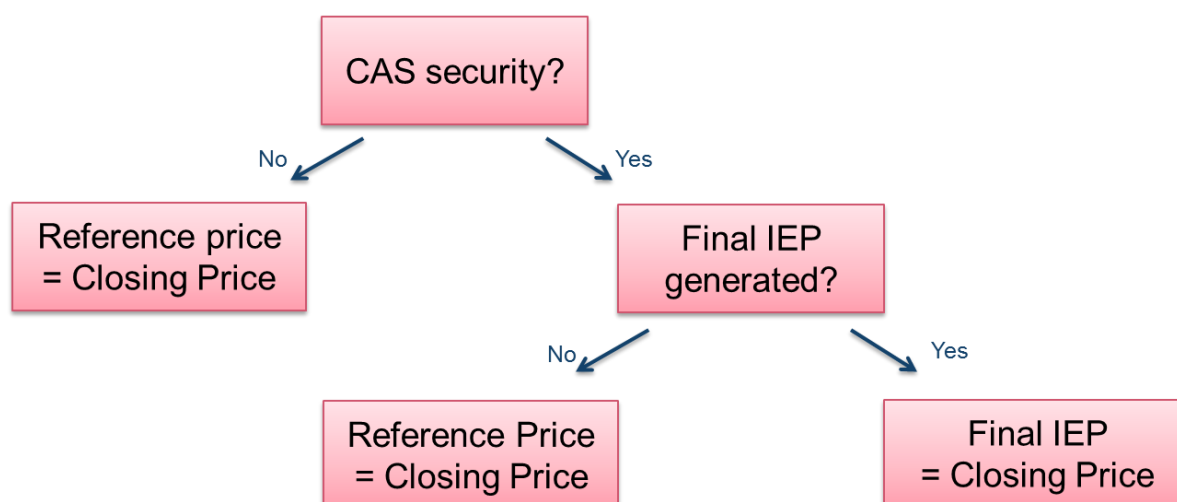 CAS security?
No
Yes
Reference price
= Closing Price
Final IEP
generated?
No
Yes
Reference Price
= Closing Price
Final IEP
= Closing Price